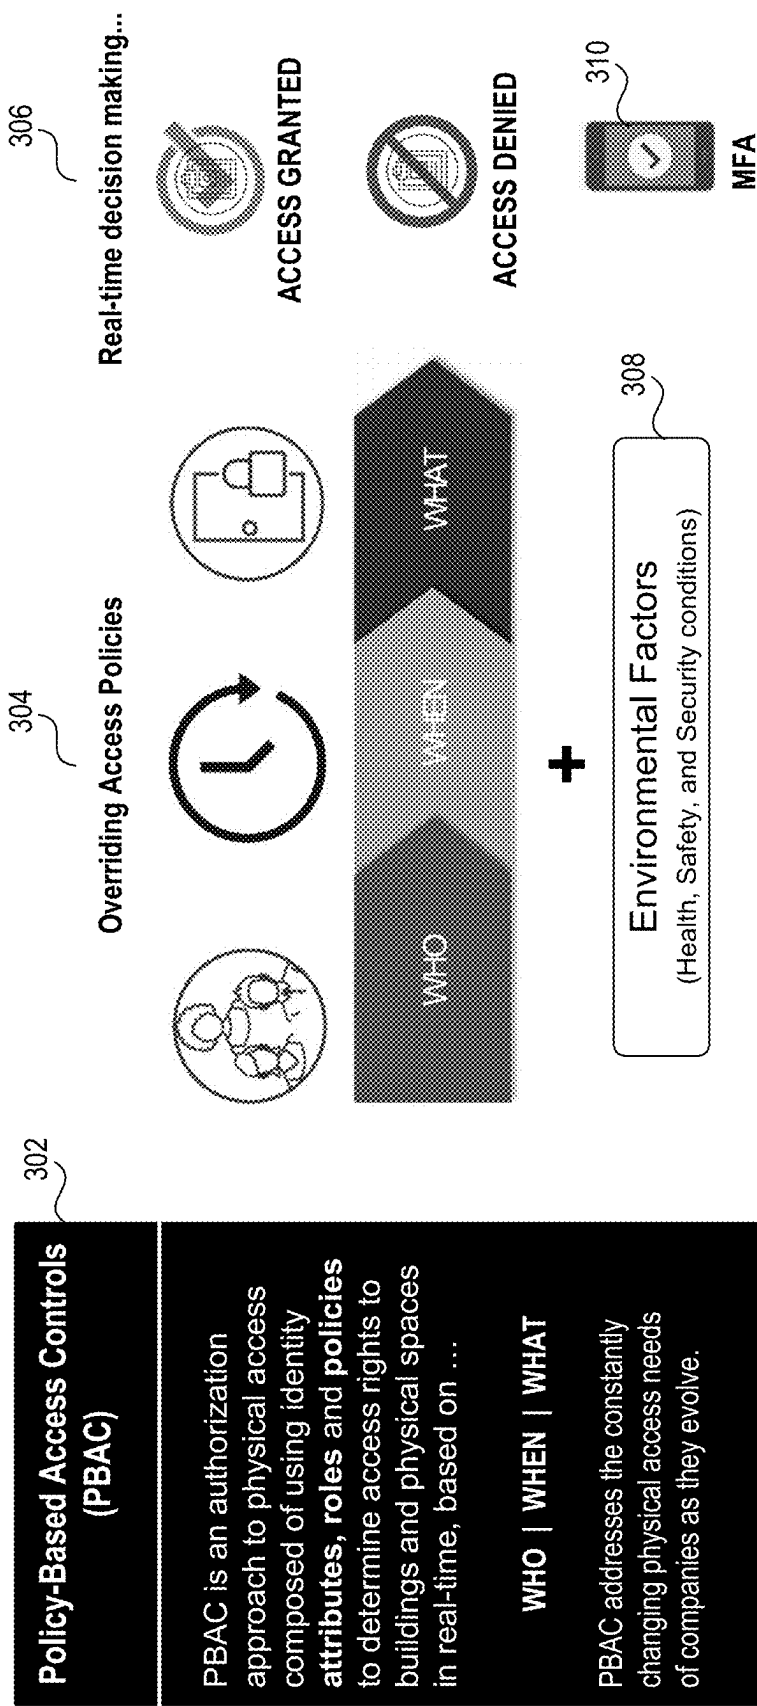 302
Policy-Based Access Controls
(PBAC)
PBAC is an authorization
approach to physical access
composed of using identity
attributes, roles and policies
to determine access rights to
buildings and physical spaces
in real-time, based on ...
WHO | WHEN | WHAT
PBAC addresses the constantly
changing physical access needs
of companies as they evolve.
304
Overriding Access Policies
WHO
WHEN
WHAT
+
308
Environmental Factors
(Health, Safety, and Security conditions)
306
Real-time decision making...
ACCESS GRANTED
ACCESS DENIED
310
MFA